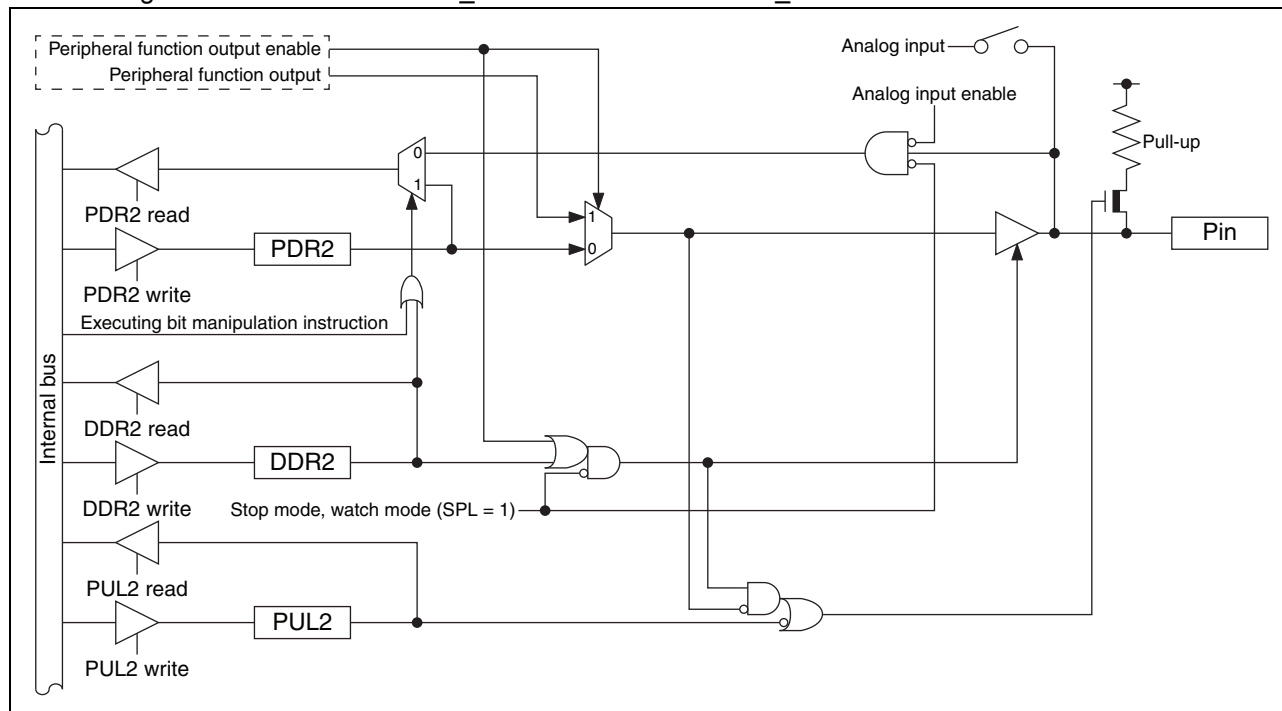 Peripheral function output enable
Peripheral function output
Analog input
Analog input enable
Pull-up
0
1
PDR2 read
1
0
PDR2
Pin
PDR2 write
Executing bit manipulation instruction
Internal bus
DDR2 read
DDR2
DDR2 write
Stop mode, watch mode (SPL = 1)
PUL2 read
PUL2
PUL2 write